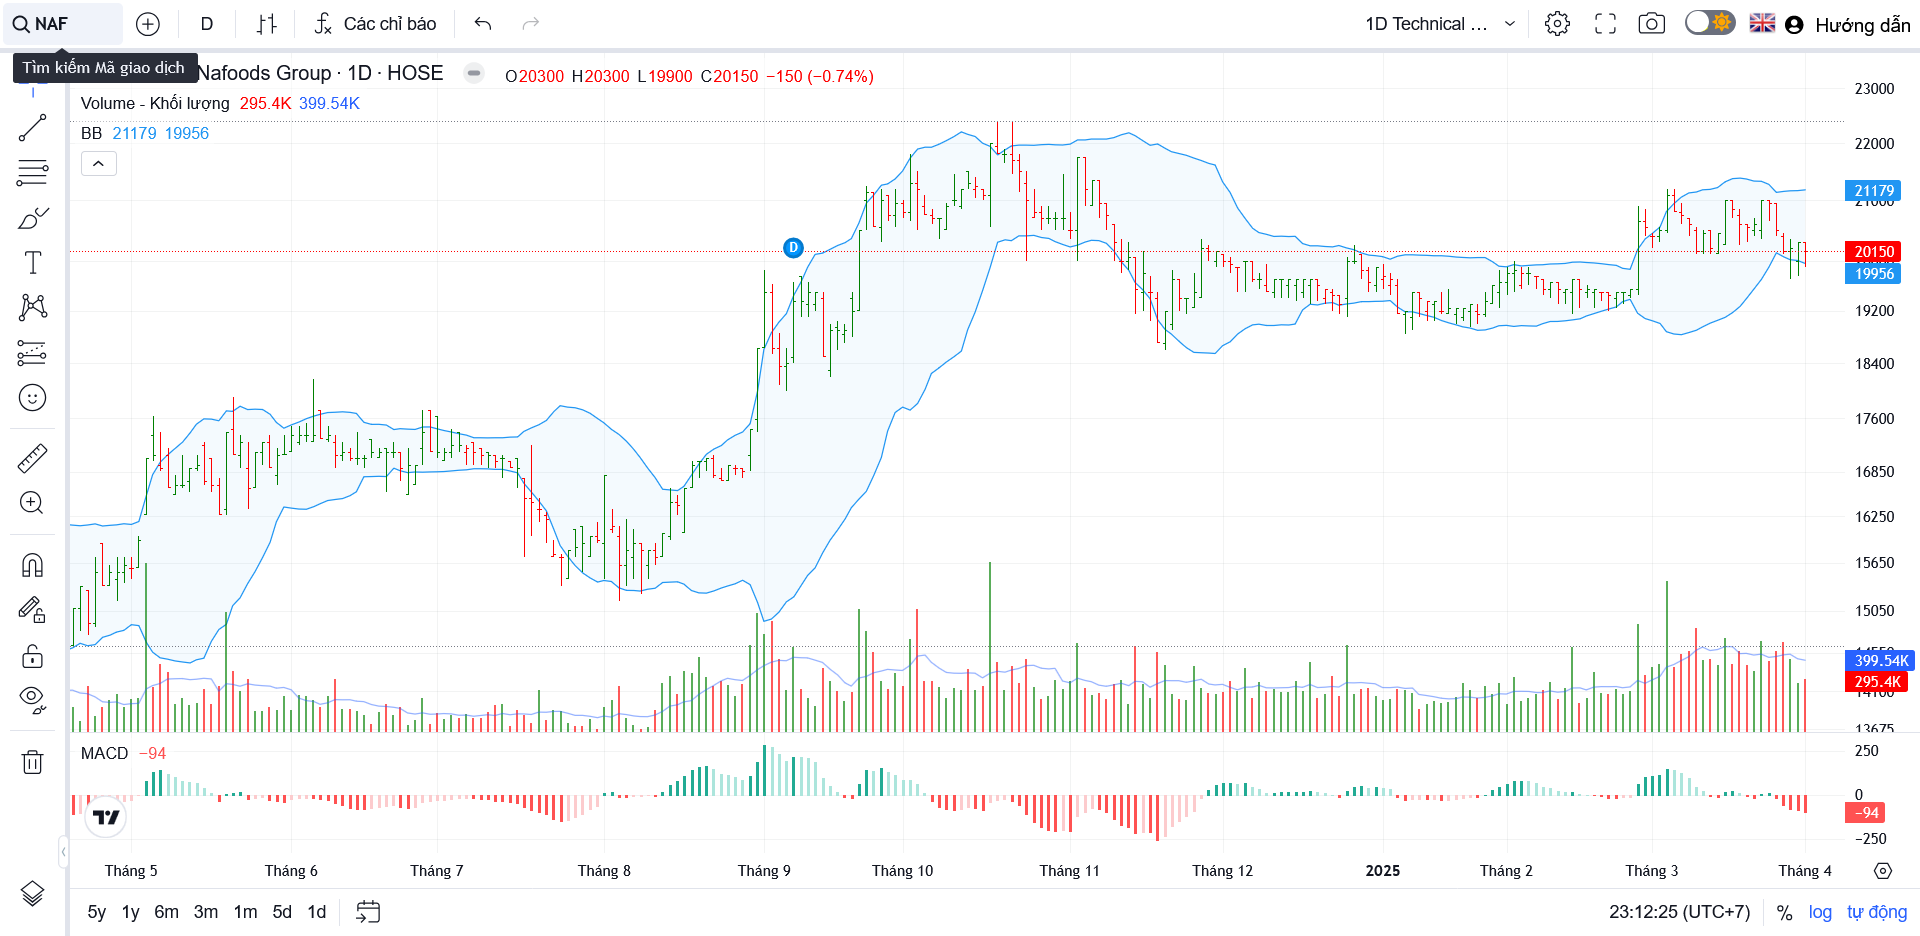 NAF
D
Các chỉ báo
1D Technical ...
Hướng dẫn
Tìm kiếm Mã giao dịch
Nafoods Group · 1D · HOSE
O20300 H20300 L19900 C20150 −150 (−0.74%)
Volume - Khối lượng 295.4K 399.54K
BB 21179 19956
D
23000
22000
21179
21000
20150
19956
19200
18400
17600
16850
16250
15650
15050
14550
399.54K
295.4K
14100
13675
MACD −94
250
0
−94
−250
Tháng 5
Tháng 6
Tháng 7
Tháng 8
Tháng 9
Tháng 10
Tháng 11
Tháng 12
2025
Tháng 2
Tháng 3
Tháng 4
5y 1y 6m 3m 1m 5d 1d
23:12:25 (UTC+7)
% log tự động